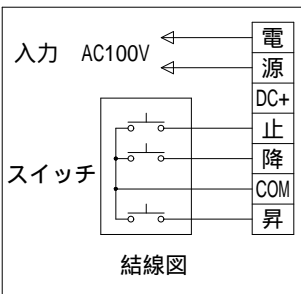 電
入力 AC100V
源
DC+
止
降
スイッチ
COM
昇
結線図